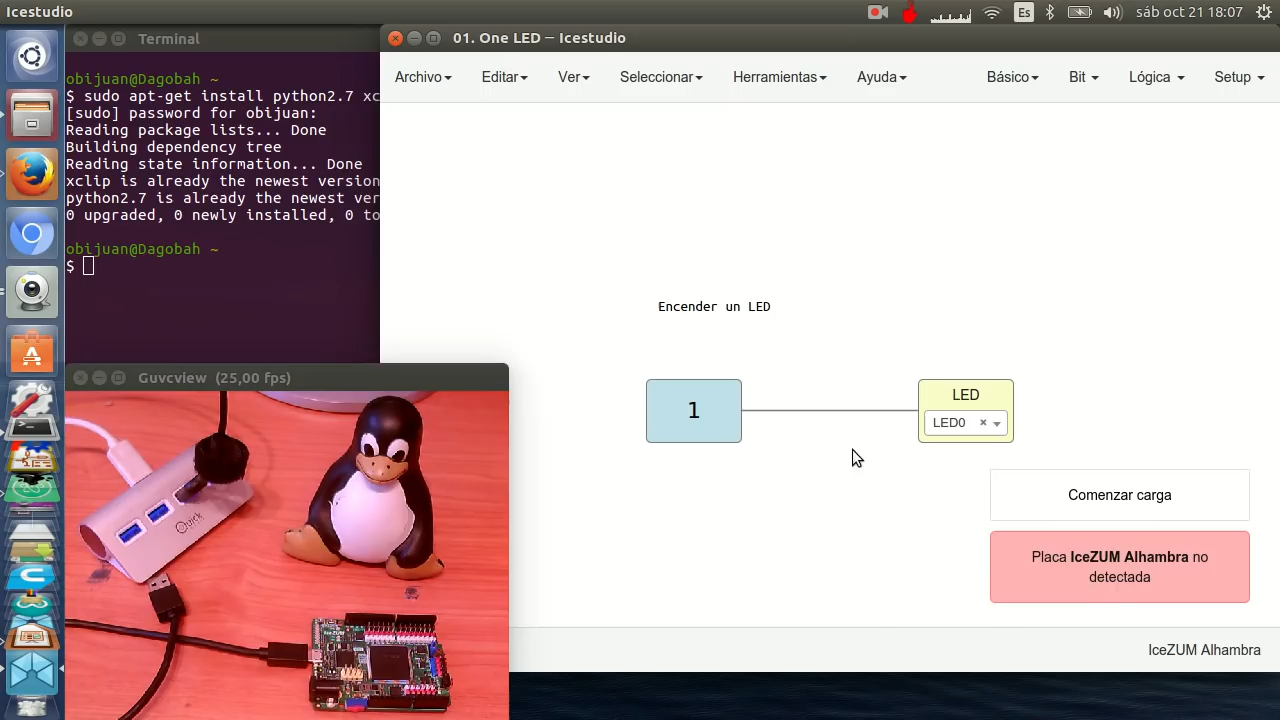 Icestudio
Es
sáb oct 21 18:07
Terminal
obijuan@Dagobah ~
$ sudo apt-get install python2.7 xc
[sudo] password for obijuan:
Reading package lists... Done
Building dependency tree
Reading state information... Done
xclip is already the newest version
python2.7 is already the newest ver
0 upgraded, 0 newly installed, 0 to
obijuan@Dagobah ~
$
01. One LED – Icestudio
Archivo Editar Ver Seleccionar Herramientas Ayuda Básico Bit Lógica Setup
Encender un LED
1
LED
LED0
Comenzar carga
Placa IceZUM Alhambra no
detectada
IceZUM Alhambra
Guvcview (25,00 fps)
Quick